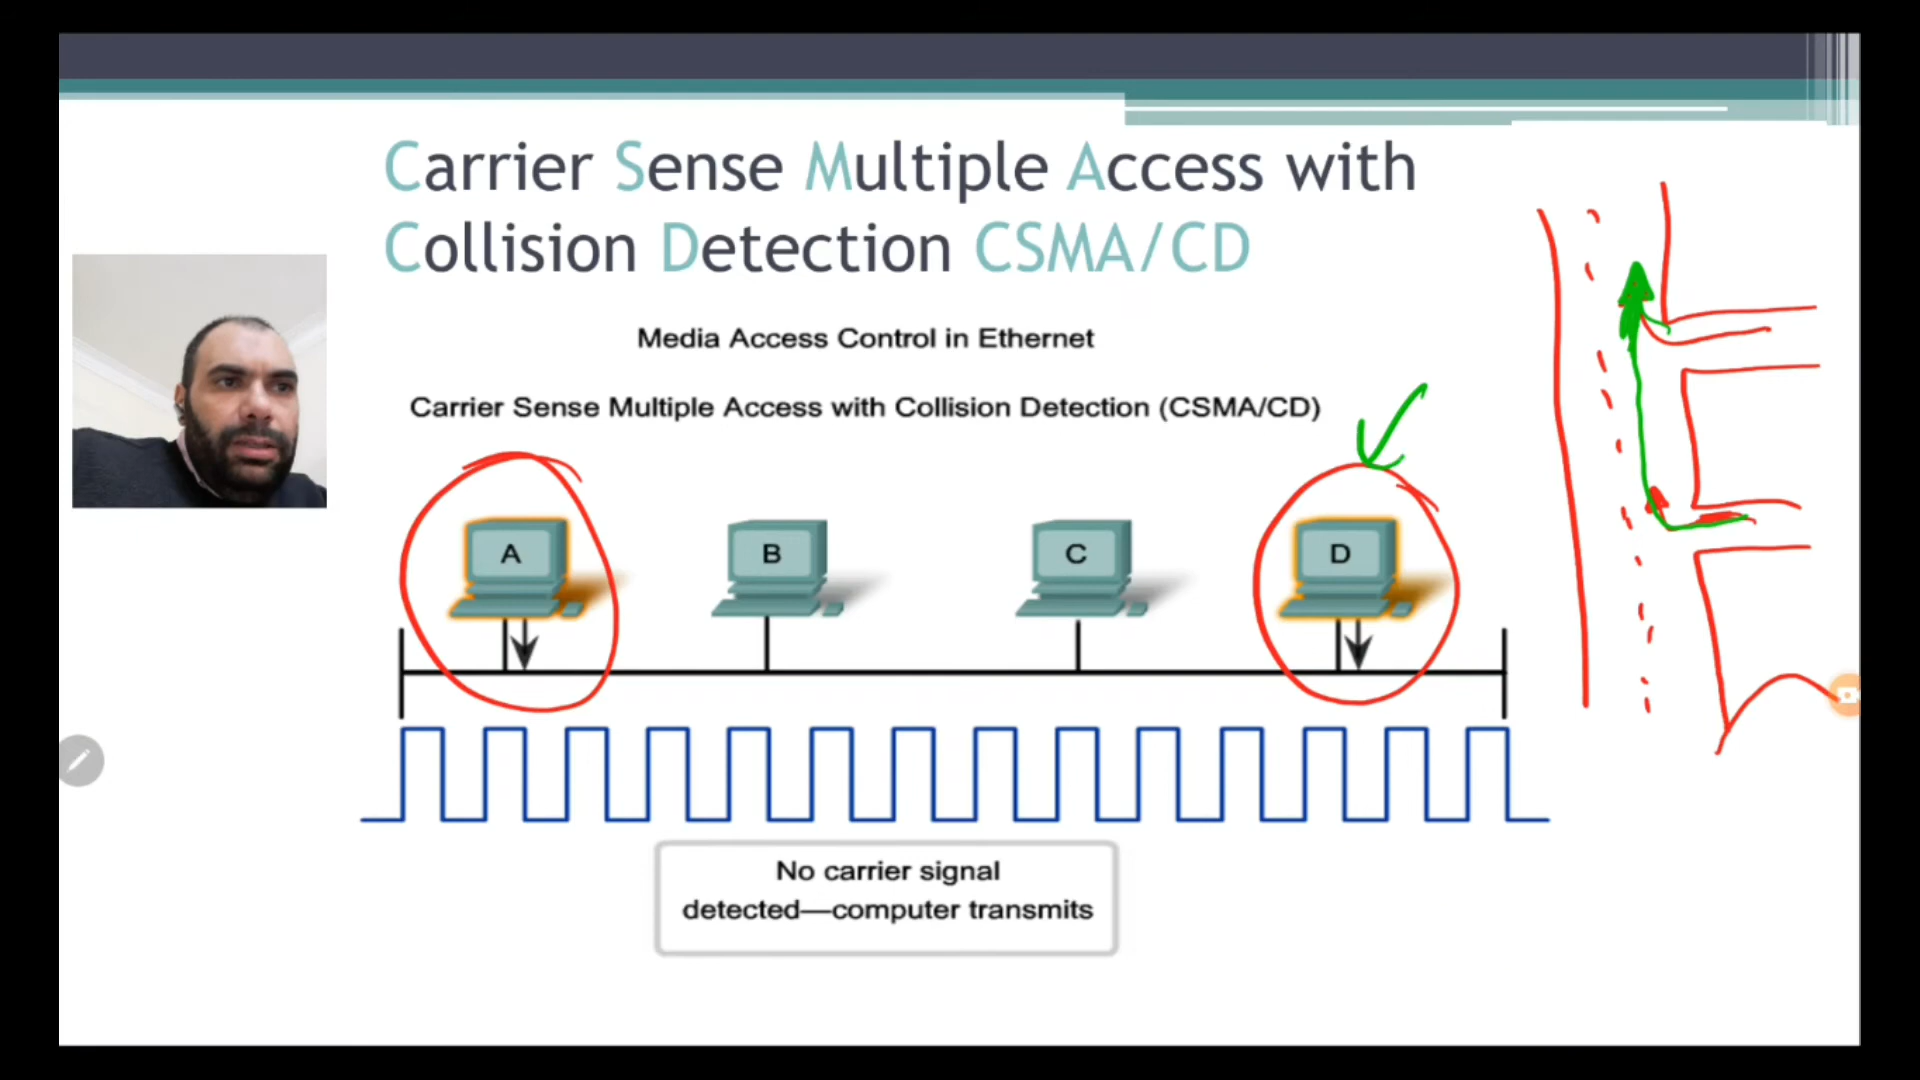 Carrier Sense Multiple Access with
Collision Detection CSMA/CD
Media Access Control in Ethernet
Carrier Sense Multiple Access with Collision Detection (CSMA/CD)
A B C D
No carrier signal
detected—computer transmits